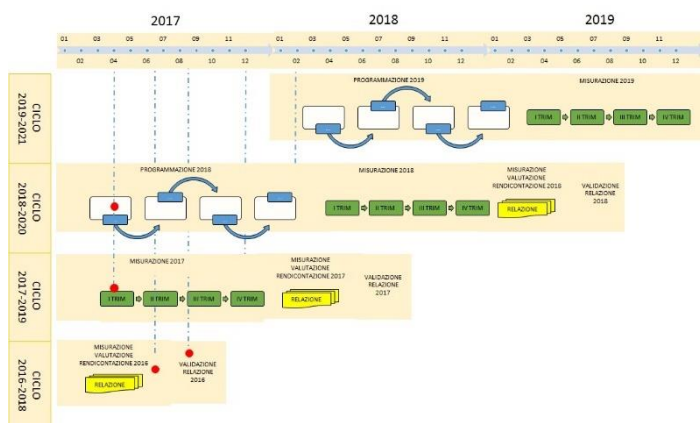 2017
2018
2019
01 03 05 07 09 11 01 03 05 07 09 11 01 03 05 07 09 11
02 04 06 08 10 12 02 04 06 08 10 12 02 04 06 08 10 12
CICLO
2019-2021
PROGRAMMAZIONE 2019
MISURAZIONE 2019
I TRIM
II TRIM
III TRIM
IV TRIM
CICLO
2018-2020
PROGRAMMAZIONE 2018
MISURAZIONE 2018
I TRIM
II TRIM
III TRIM
IV TRIM
MISURAZIONE
VALUTAZIONE
RENDICONTAZIONE 2018
RELAZIONE
VALIDAZIONE
RELAZIONE
2018
CICLO
2017-2019
MISURAZIONE 2017
I TRIM
II TRIM
III TRIM
IV TRIM
MISURAZIONE
VALUTAZIONE
RENDICONTAZIONE 2017
RELAZIONE
VALIDAZIONE
RELAZIONE
2017
CICLO
2016-2018
MISURAZIONE
VALUTAZIONE
RENDICONTAZIONE 2016
RELAZIONE
VALIDAZIONE
RELAZIONE
2016